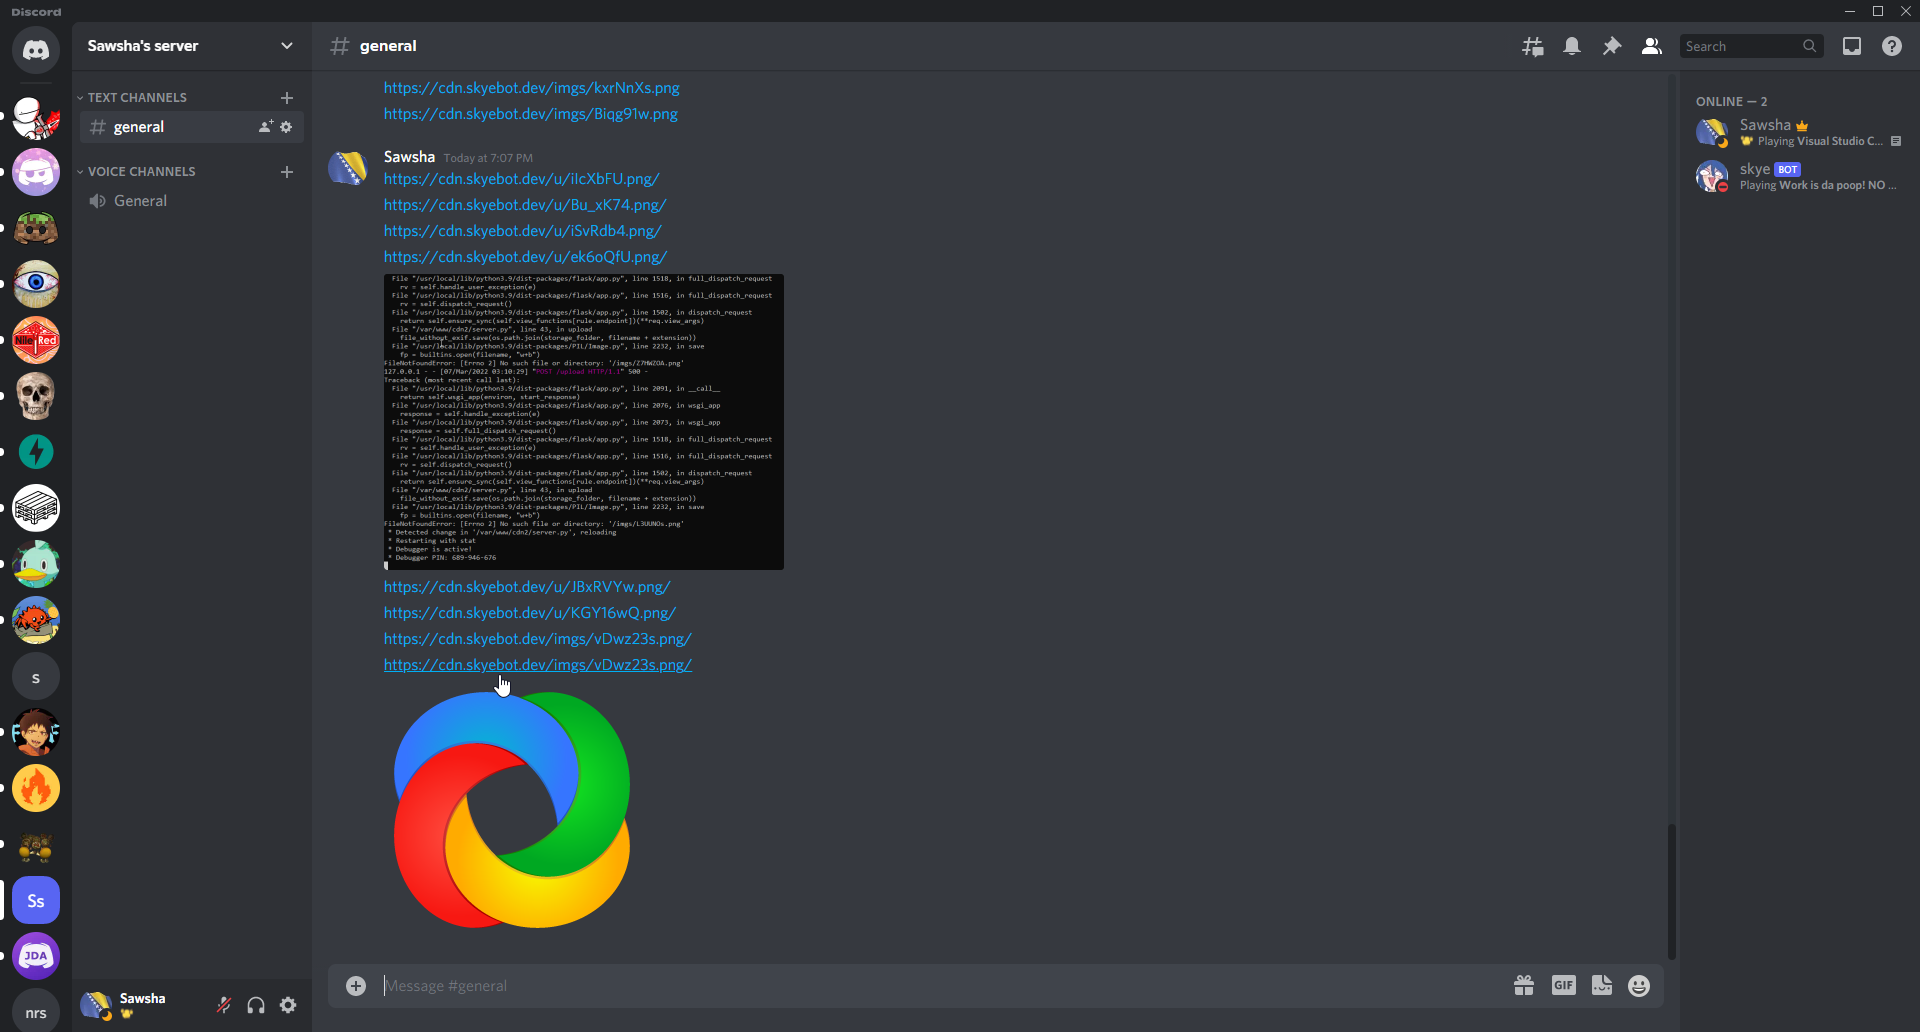 Discord
Sawsha's server
general
Search
TEXT CHANNELS
general
VOICE CHANNELS
General
https://cdn.skyebot.dev/imgs/kxrNnXs.png
https://cdn.skyebot.dev/imgs/Biqg91w.png
Sawsha Today at 7:07 PM
https://cdn.skyebot.dev/u/ilcXbFU.png/
https://cdn.skyebot.dev/u/Bu_xK74.png/
https://cdn.skyebot.dev/u/iSvRdb4.png/
https://cdn.skyebot.dev/u/ek6oQfU.png/
File "/usr/local/lib/python3.9/dist-packages/flask/app.py", line 1518, in full_dispatch_request
rv = self.handle_user_exception(e)
File "/usr/local/lib/python3.9/dist-packages/flask/app.py", line 1516, in full_dispatch_request
rv = self.dispatch_request()
File "/usr/local/lib/python3.9/dist-packages/flask/app.py", line 1502, in dispatch_request
return self.ensure_sync(self.view_functions[rule.endpoint])(**req.view_args)
File "/var/www/cdn2/server.py", line 43, in upload
file_without_exif.save(os.path.join(storage_folder, filename + extension))
File "/usr/local/lib/python3.9/dist-packages/PIL/Image.py", line 2232, in save
fp = builtins.open(filename, "w+b")
FileNotFoundError: [Errno 2] No such file or directory: '/imgs/Z7MWZOA.png'
127.0.0.1 - - [07/Mar/2022 03:10:29] "POST /upload HTTP/1.1" 500 -
Traceback (most recent call last):
File "/usr/local/lib/python3.9/dist-packages/flask/app.py", line 2091, in __call__
return self.wsgi_app(environ, start_response)
File "/usr/local/lib/python3.9/dist-packages/flask/app.py", line 2076, in wsgi_app
response = self.handle_exception(e)
File "/usr/local/lib/python3.9/dist-packages/flask/app.py", line 2073, in wsgi_app
response = self.full_dispatch_request()
File "/usr/local/lib/python3.9/dist-packages/flask/app.py", line 1518, in full_dispatch_request
rv = self.handle_user_exception(e)
File "/usr/local/lib/python3.9/dist-packages/flask/app.py", line 1516, in full_dispatch_request
rv = self.dispatch_request()
File "/usr/local/lib/python3.9/dist-packages/flask/app.py", line 1502, in dispatch_request
return self.ensure_sync(self.view_functions[rule.endpoint])(**req.view_args)
File "/var/www/cdn2/server.py", line 43, in upload
file_without_exif.save(os.path.join(storage_folder, filename + extension))
File "/usr/local/lib/python3.9/dist-packages/PIL/Image.py", line 2232, in save
fp = builtins.open(filename, "w+b")
FileNotFoundError: [Errno 2] No such file or directory: '/imgs/L3UUNOs.png'
* Detected change in '/var/www/cdn2/server.py', reloading
* Restarting with stat
* Debugger is active!
* Debugger PIN: 689-946-676
https://cdn.skyebot.dev/u/JBxRVYw.png/
https://cdn.skyebot.dev/u/KGY16wQ.png/
https://cdn.skyebot.dev/imgs/vDwz23s.png/
https://cdn.skyebot.dev/imgs/vDwz23s.png/
Message #general
GIF
ONLINE — 2
Sawsha
Playing Visual Studio C...
skye BOT
Playing Work is da poop! NO ...
Nile Red
s
Ss
JDA
nrs
Sawsha